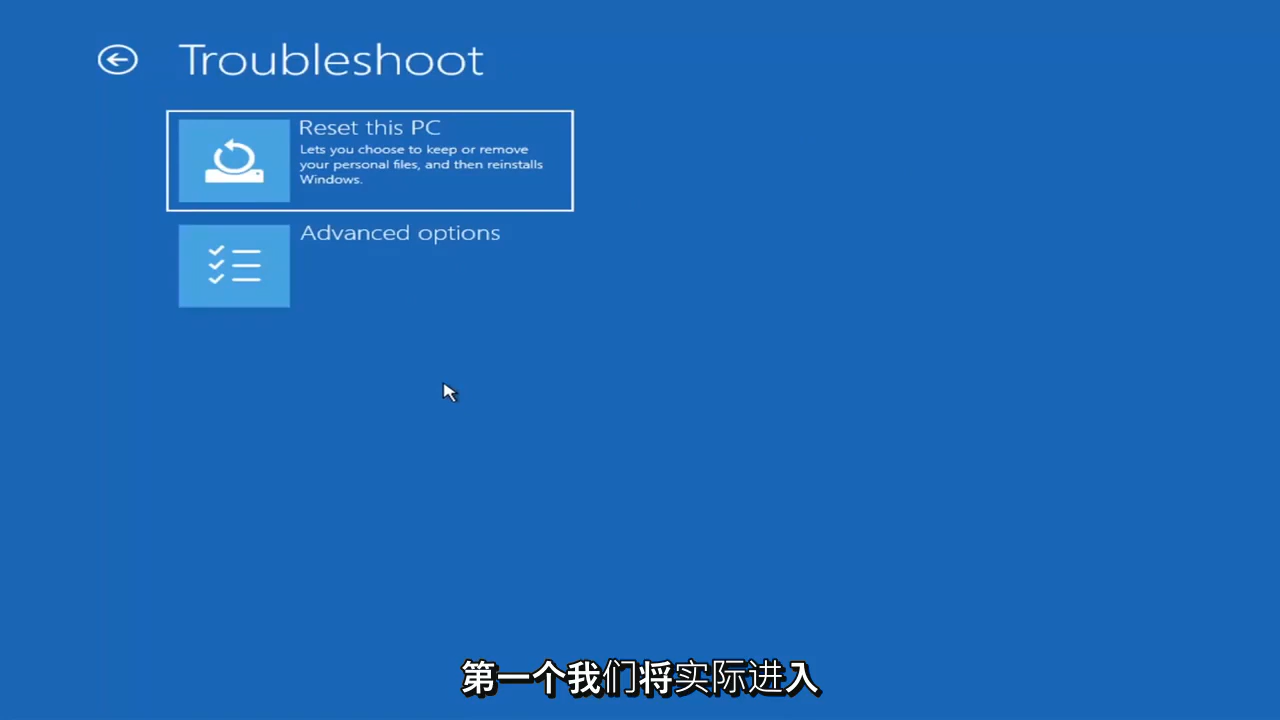 Troubleshoot
Reset this PC
Lets you choose to keep or remove
your personal files, and then reinstalls
Windows.
Advanced options
第一个我们将实际进入